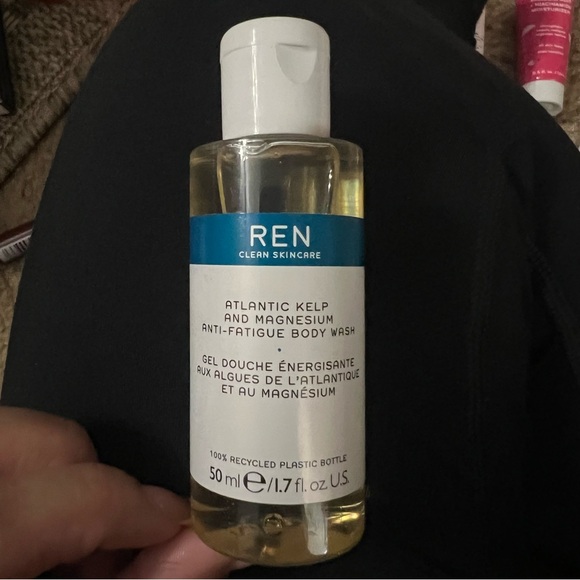 REN
CLEAN SKINCARE
ATLANTIC KELP
AND MAGNESIUM
ANTI-FATIGUE BODY WASH
•
GEL DOUCHE ÉNERGISANTE
AUX ALGUES DE L'ATLANTIQUE
ET AU MAGNÉSIUM
100% RECYCLED PLASTIC BOTTLE
50 ml ℮/1.7 fl. oz. U.S.